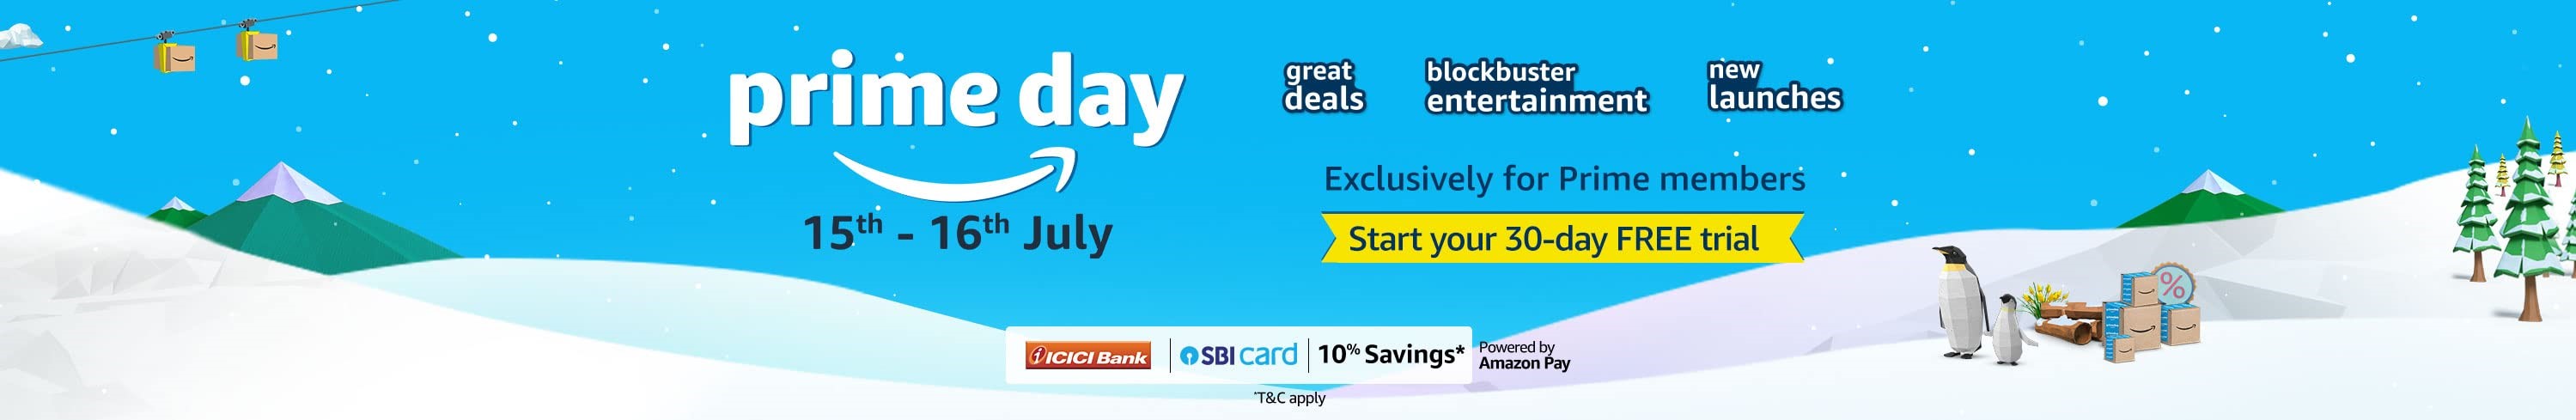 prime day
15th - 16th July
great
deals
blockbuster
entertainment
new
launches
Exclusively for Prime members
Start your 30-day FREE trial
%
ICICI Bank
SBI card
10% Savings*
Powered by
Amazon Pay
*T&C apply